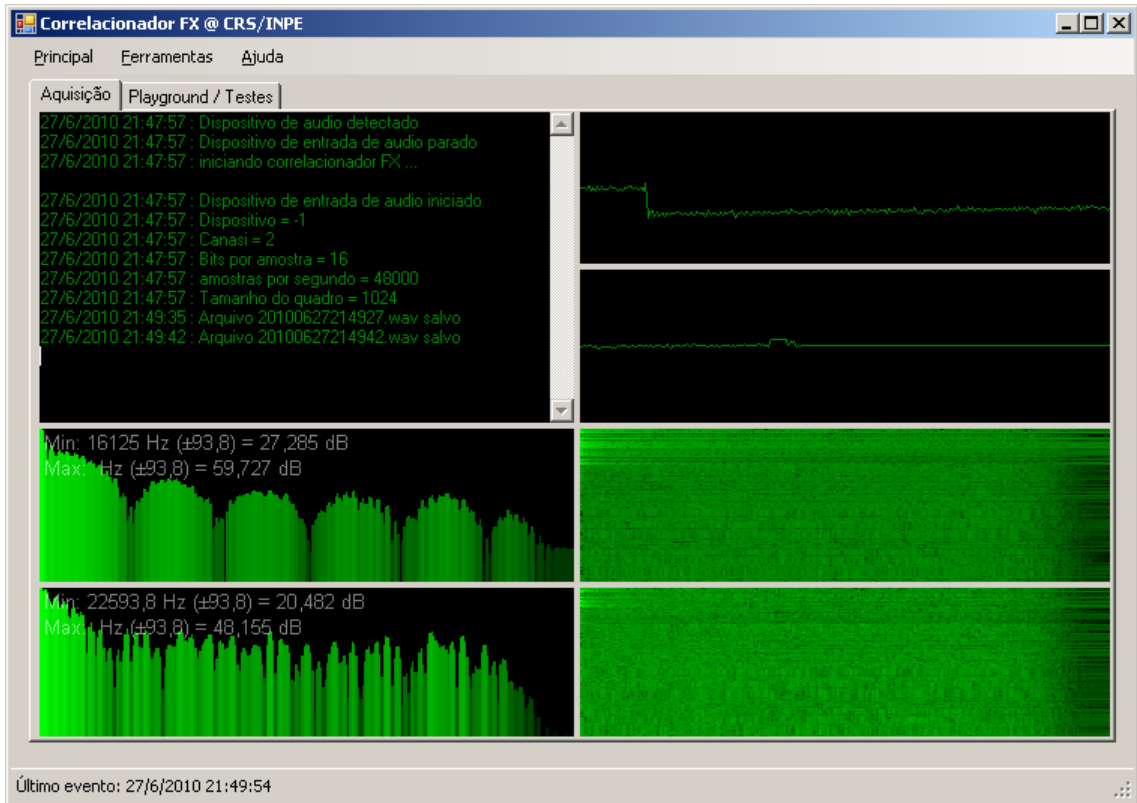 Correlacionador FX @ CRS/INPE
Principal Ferramentas Ajuda
Aquisição Playground / Testes
27/6/2010 21:47:57 : Dispositivo de audio detectado
27/6/2010 21:47:57 : Dispositivo de entrada de audio parado
27/6/2010 21:47:57 : iniciando correlacionador FX ...
27/6/2010 21:47:57 : Dispositivo de entrada de audio iniciado
27/6/2010 21:47:57 : Dispositivo = -1
27/6/2010 21:47:57 : Canasi = 2
27/6/2010 21:47:57 : Bits por amostra = 16
27/6/2010 21:47:57 : amostras por segundo = 48000
27/6/2010 21:47:57 : Tamanho do quadro = 1024
27/6/2010 21:49:35 : Arquivo 20100627214927.wav salvo
27/6/2010 21:49:42 : Arquivo 20100627214942.wav salvo
Min: 16125 Hz (±93,8) = 27,285 dB
Max: Hz (±93,8) = 59,727 dB
Min: 22593,8 Hz (±93,8) = 20,482 dB
Max: Hz (±93,8) = 48,155 dB
Último evento: 27/6/2010 21:49:54